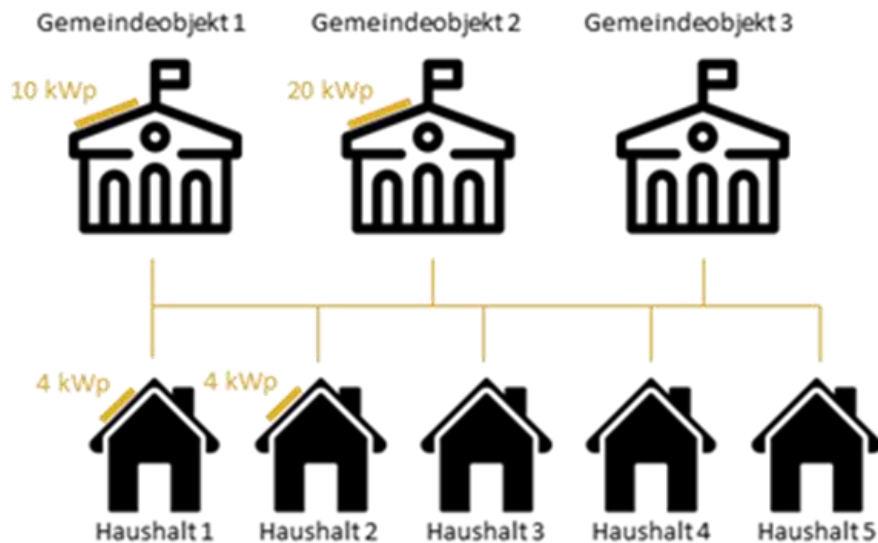 Gemeindeobjekt 1
Gemeindeobjekt 2
Gemeindeobjekt 3
10 kWp
20 kWp
4 kWp
4 kWp
Haushalt 1
Haushalt 2
Haushalt 3
Haushalt 4
Haushalt 5